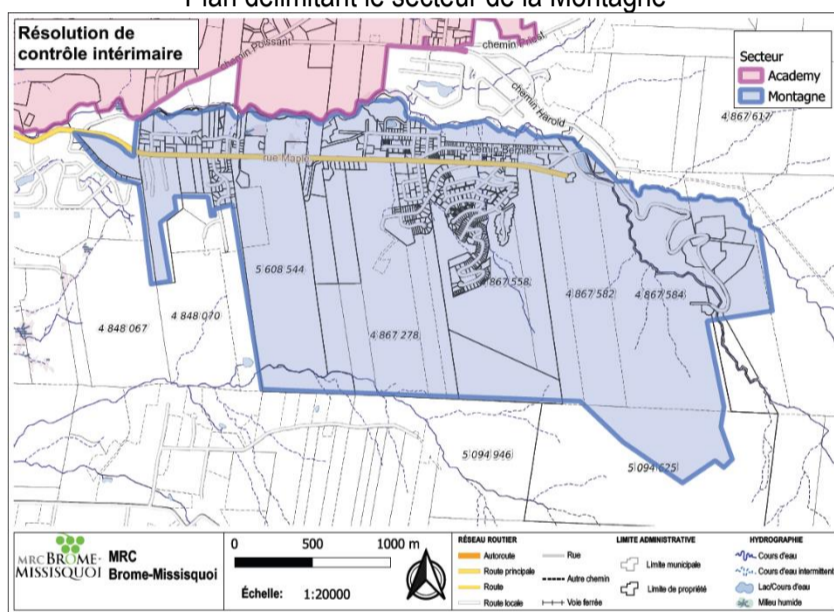 Plan délimitant le secteur de la Montagne
Résolution de
contrôle intérimaire
chemin Poissant
chemin Priest
Secteur
Academy
Montagne
chemin Harold
4 867 617
rue Maple
5 608 544
4 867 558
4 867 582
4 867 584
4 848 067
4 848 070
4 867 278
5 094 946
5 094 625
MRC BROME-
MISSISQUOI
MRC
Brome-Missisquoi
0 500 1000 m
Échelle: 1:20000
RÉSEAU ROUTIER
Autoroute
Route principale
Route
Route locale
Rue
Autre chemin
Voie ferrée
LIMITE ADMINISTRATIVE
Limite municipale
Limite de propriété
HYDROGRAPHIE
Cours d'eau
Cours d'eau intermittent
Lac/Cours d'eau
Milieu humide